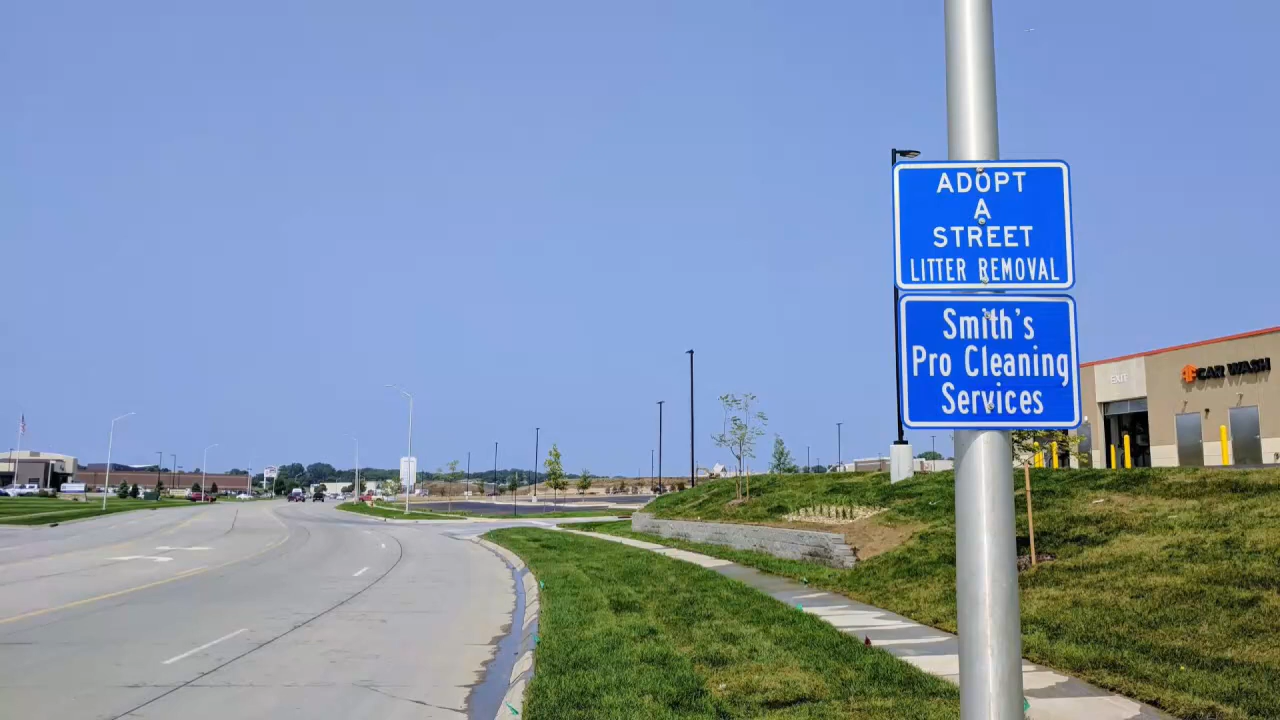 ADOPT
A
STREET
LITTER REMOVAL
Smith's
Pro Cleaning
Services
EXIT
CAR WASH